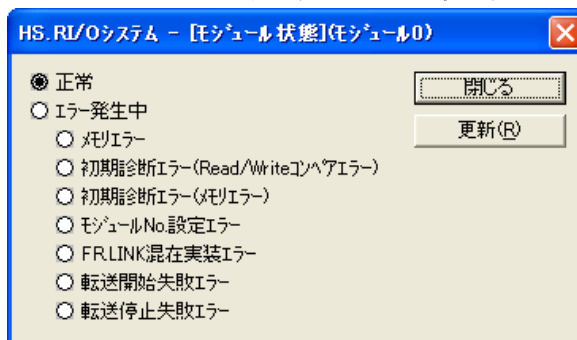 HS.RI/Oシステム - [ﾓｼﾞｭｰﾙ状態](ﾓｼﾞｭｰﾙ0)
正常
閉じる
ｴﾗｰ発生中
更新(R)
ﾒﾓﾘｴﾗｰ
初期診断ｴﾗｰ(Read/Writeｺﾝﾍﾟｱｴﾗｰ)
初期診断ｴﾗｰ(ﾒﾓﾘｴﾗｰ)
ﾓｼﾞｭｰﾙNo.設定ｴﾗｰ
FR.LINK混在実装ｴﾗｰ
転送開始失敗ｴﾗｰ
転送停止失敗ｴﾗｰ